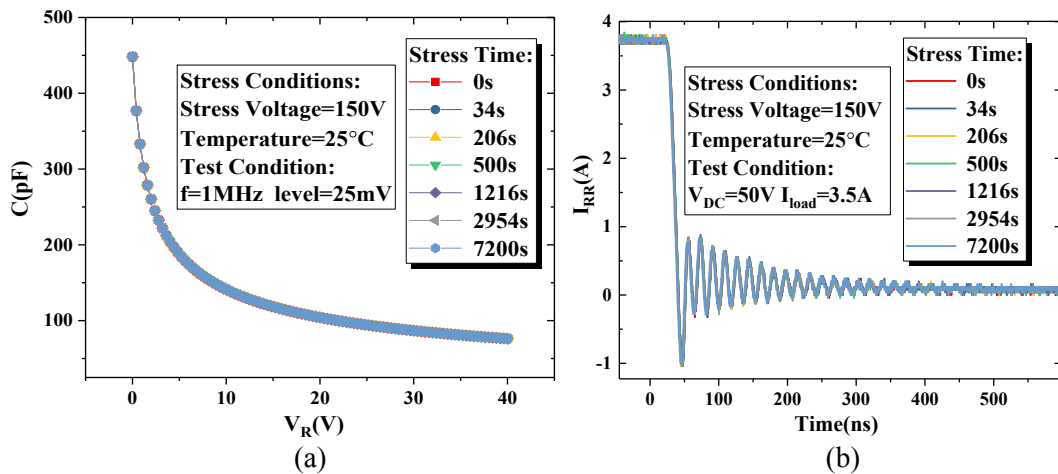 500
400
300
200
100
C(pF)
0
10
20
30
40
V_R(V)
Stress Conditions:
Stress Voltage=150V
Temperature=25°C
Test Condition:
f=1MHz level=25mV
Stress Time:
0s
34s
206s
500s
1216s
2954s
7200s
(a)
4
3
2
1
0
-1
I_RR(A)
0
100
200
300
400
500
Time(ns)
Stress Conditions:
Stress Voltage=150V
Temperature=25°C
Test Condition:
V_DC=50V I_load=3.5A
Stress Time:
0s
34s
206s
500s
1216s
2954s
7200s
(b)